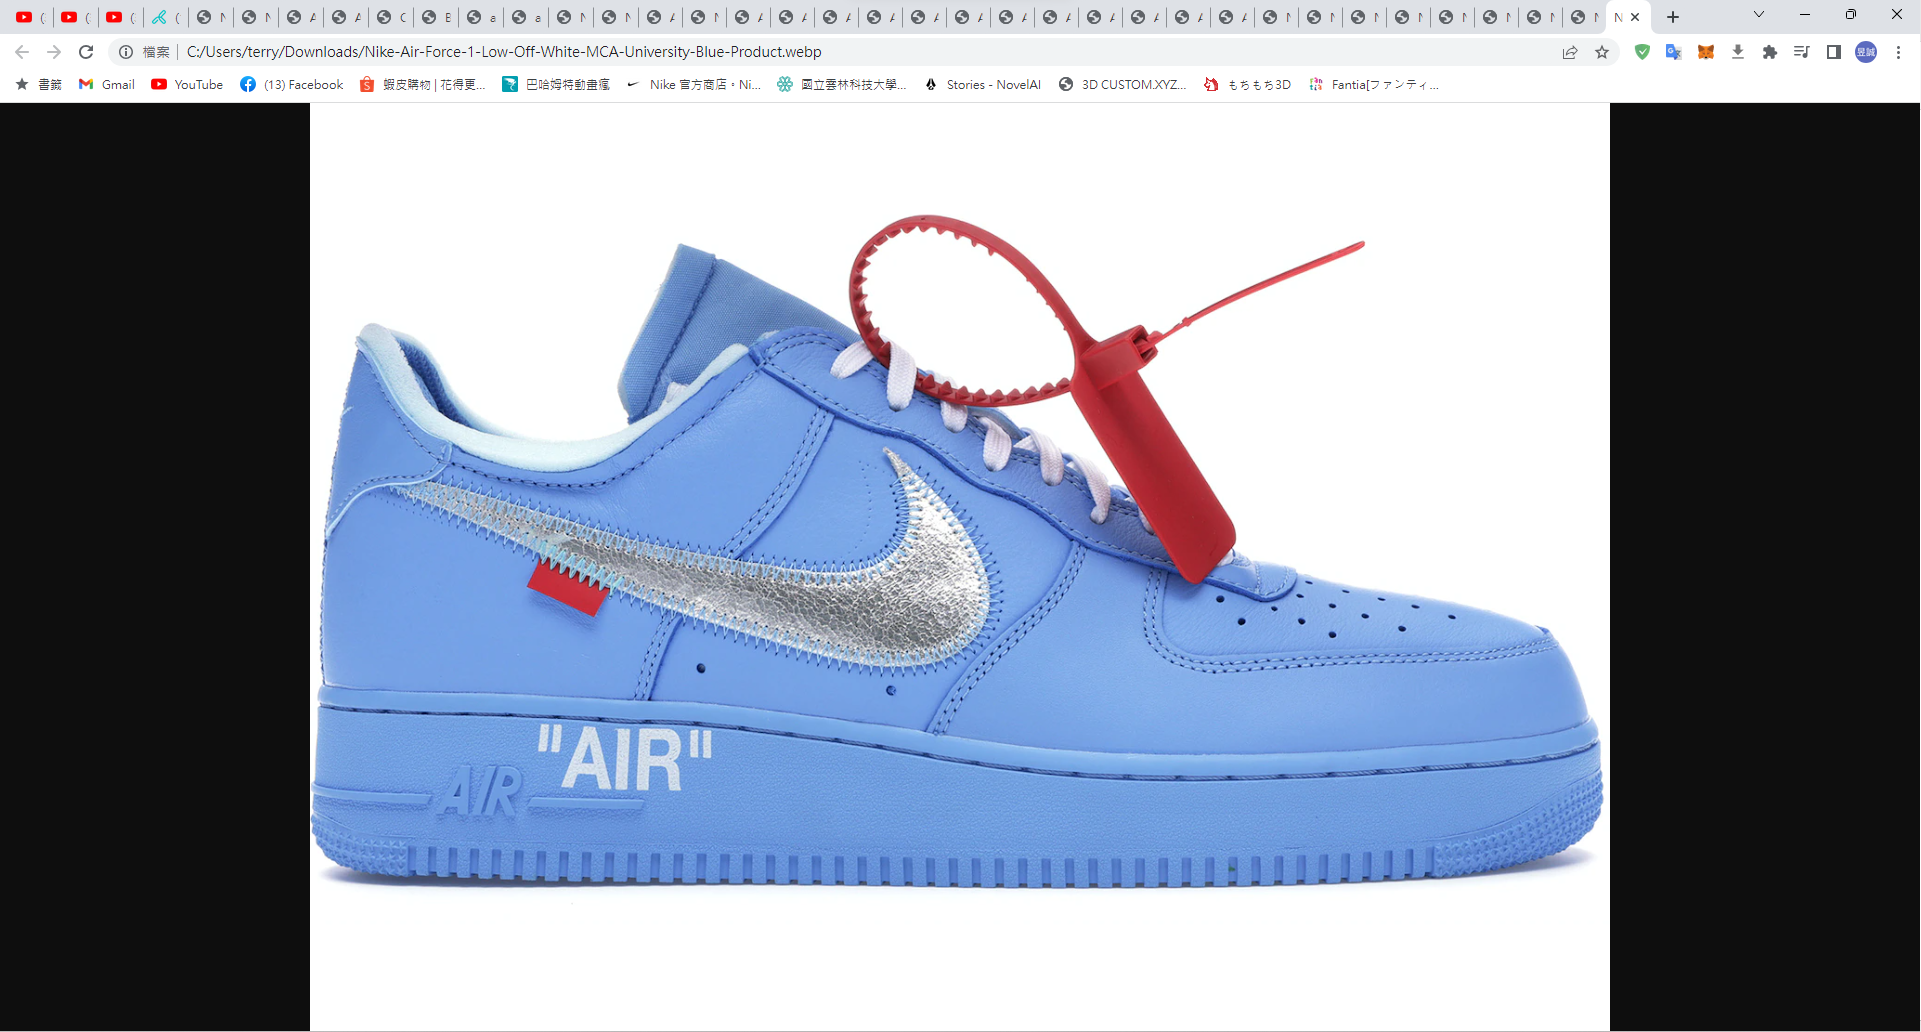 檔案 C:/Users/terry/Downloads/Nike-Air-Force-1-Low-Off-White-MCA-University-Blue-Product.webp
書籤 Gmail YouTube (13) Facebook 蝦皮購物 | 花得更... 巴哈姆特動畫瘋 Nike 官方商店。Ni... 國立雲林科技大學... Stories - NovelAI 3D CUSTOM.XYZ... もちもち3D Fantia[ファンティ...
"AIR"
AIR